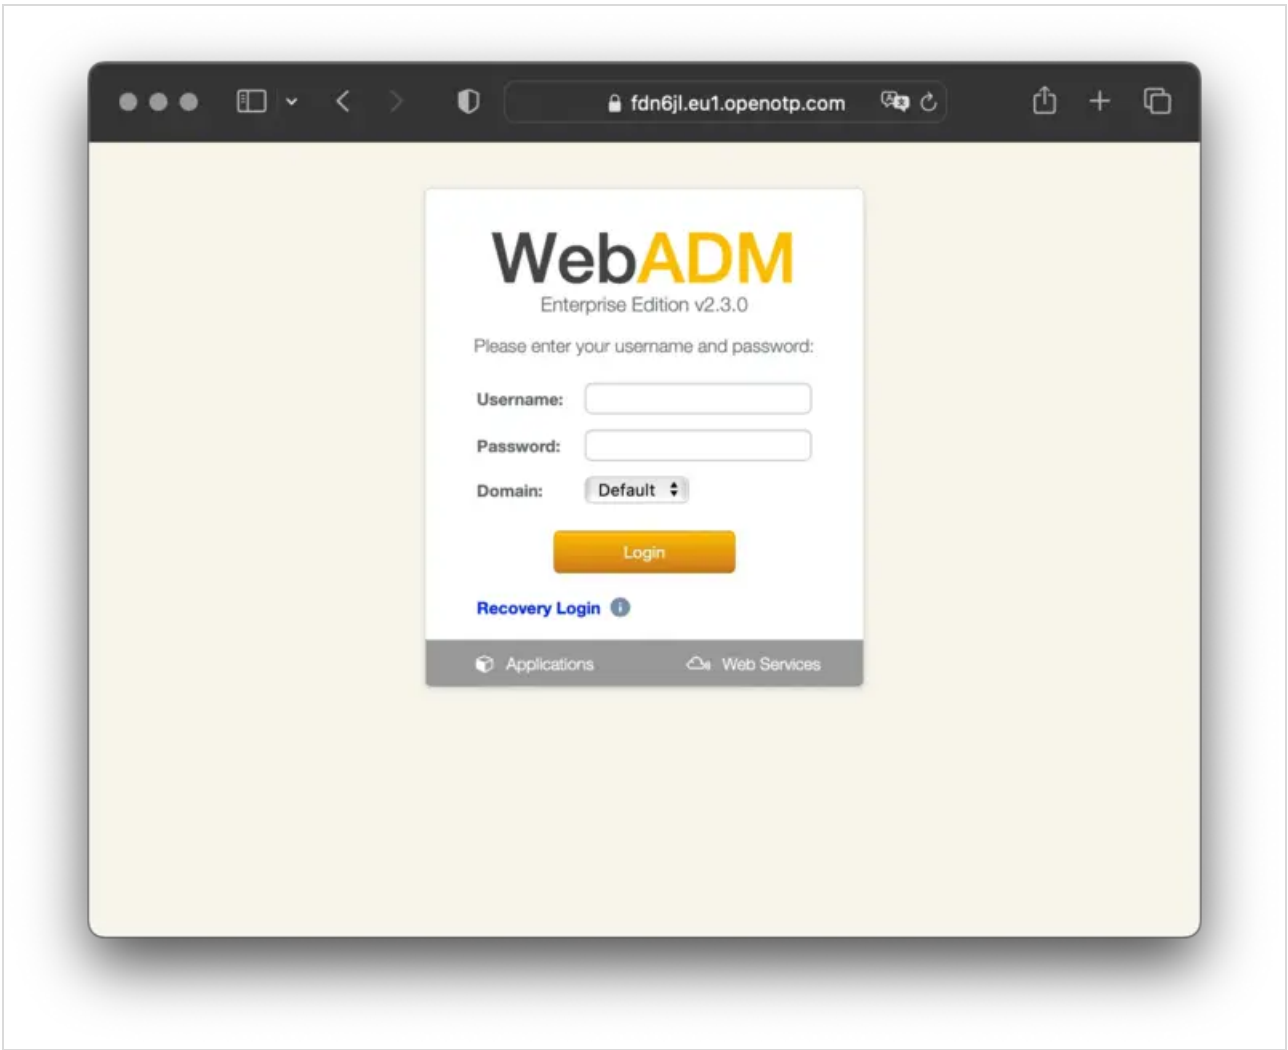 fdn6jl.eu1.openotp.com
WebADM
Enterprise Edition v2.3.0
Please enter your username and password:
Username:
Password:
Domain: Default
Login
Recovery Login
Applications Web Services